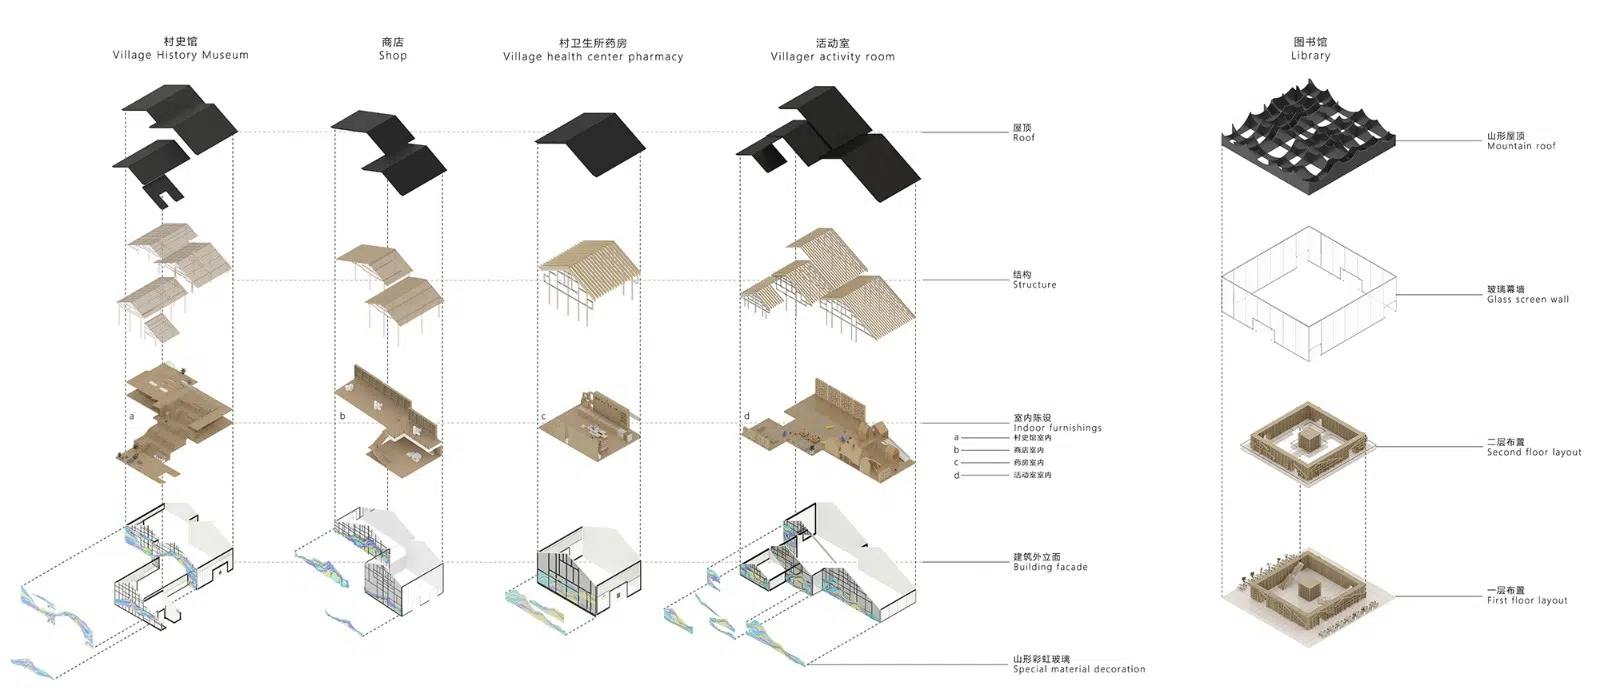 村史馆
Village History Museum
商店
Shop
村卫生所药房
Village health center pharmacy
活动室
Villager activity room
图书馆
Library
屋顶
Roof
山形屋顶
Mountain roof
结构
Structure
玻璃幕墙
Glass screen wall
a
b
c
d
室内陈设
Indoor furnishings
a 村史馆室内
b 商店室内
c 药房室内
d 活动室室内
二层布置
Second floor layout
建筑外立面
Building facade
一层布置
First floor layout
山形彩虹玻璃
Special material decoration